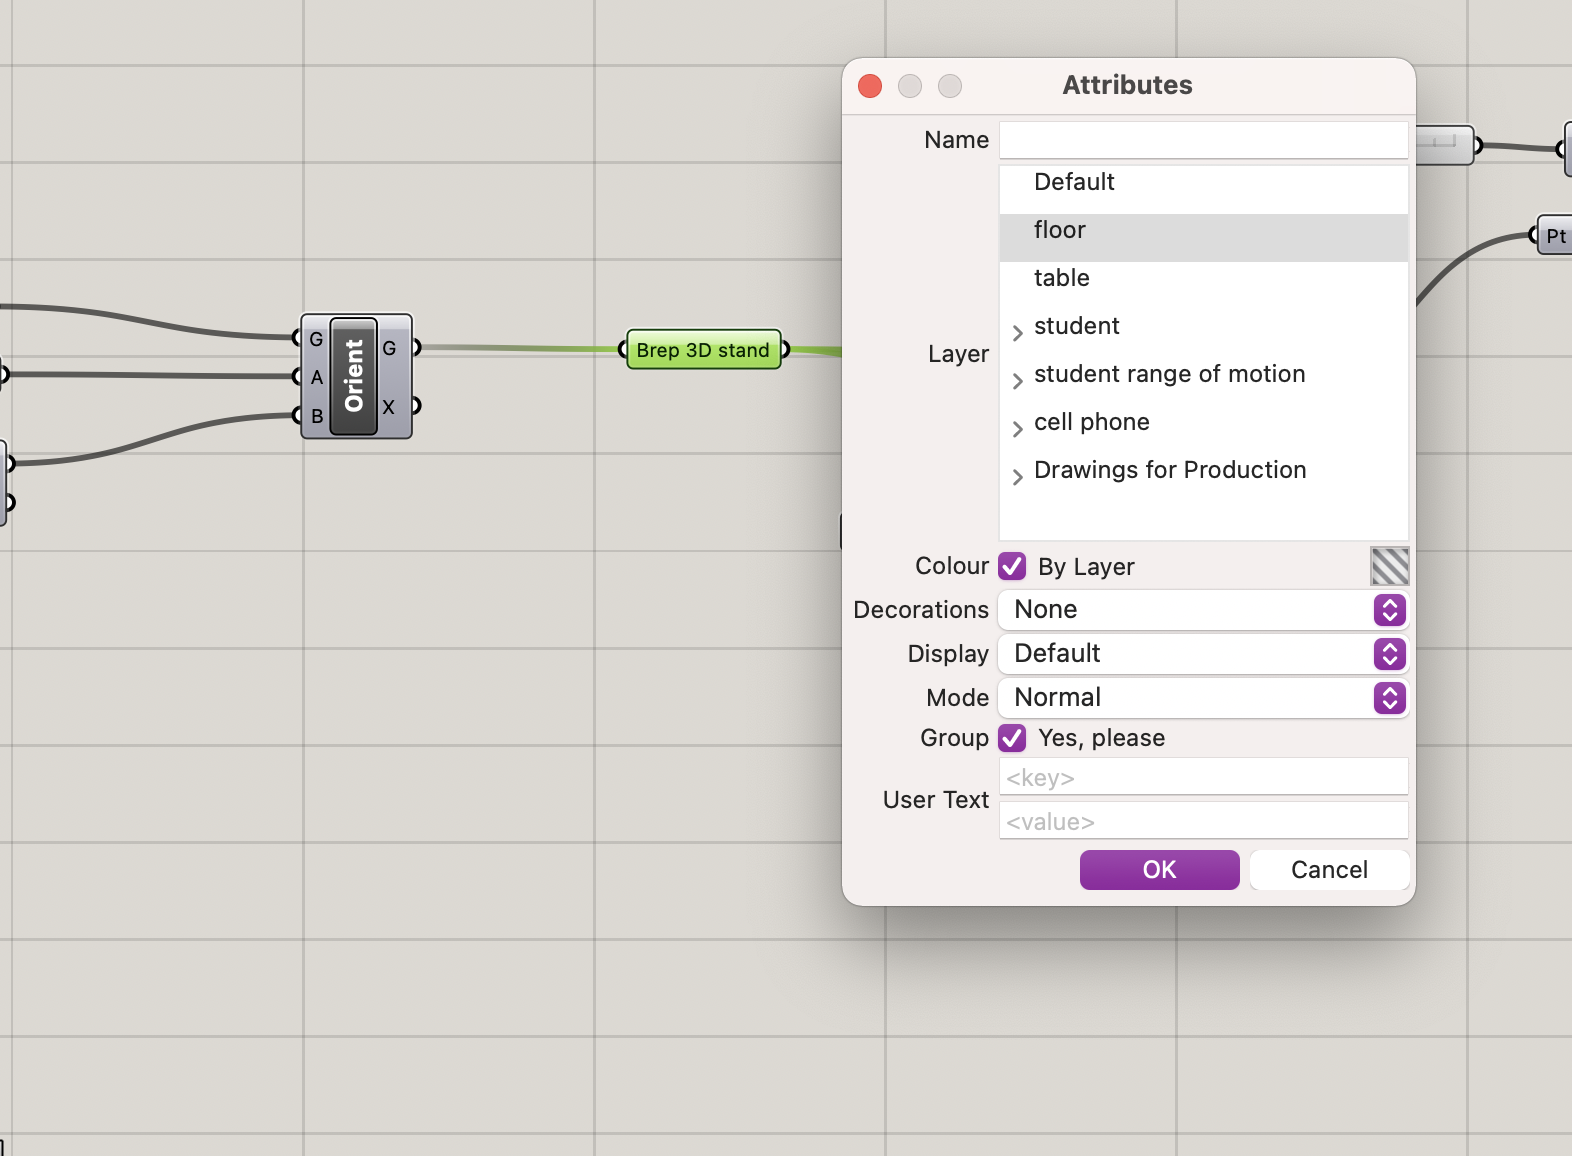 Attributes
Name
Default
floor
table
student
Layer
student range of motion
cell phone
Drawings for Production
Colour By Layer
Decorations None
Display Default
Mode Normal
Group Yes, please
<key>
User Text
<value>
OK Cancel
G
A
B
Orient
G
X
Brep 3D stand
Pt